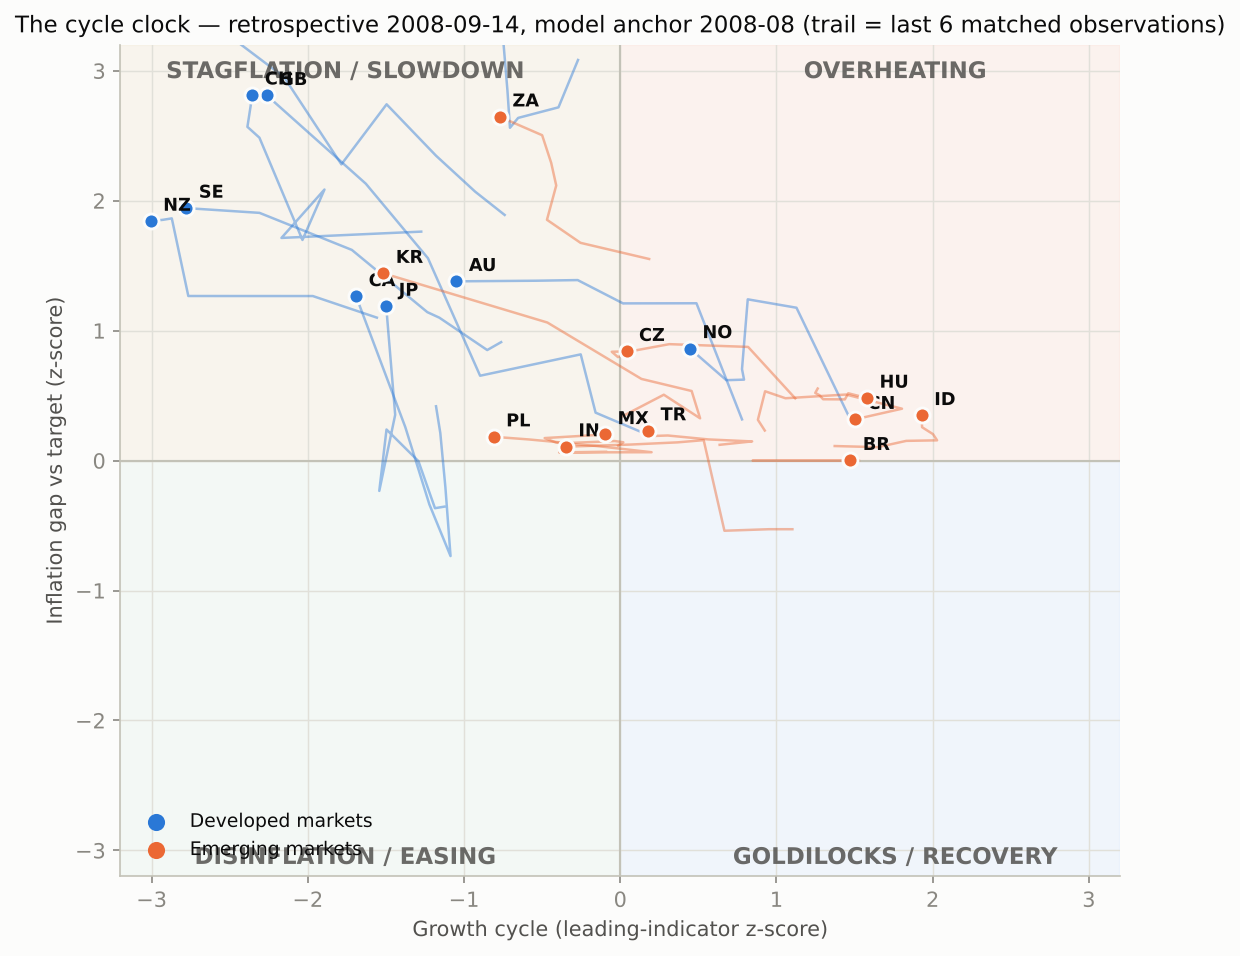 The cycle clock — retrospective 2008-09-14, model anchor 2008-08 (trail = last 6 matched observations)
STAGFLATION / SLOWDOWN
OVERHEATING
CH
GB
ZA
NZ
SE
KR
CA
JP
AU
CZ
NO
HU
CN
ID
PL
IN
MX
TR
BR
3
2
1
0
−1
−2
−3
Inflation gap vs target (z-score)
Developed markets
Emerging markets
DISINFLATION / EASING
GOLDILOCKS / RECOVERY
−3
−2
−1
0
1
2
3
Growth cycle (leading-indicator z-score)